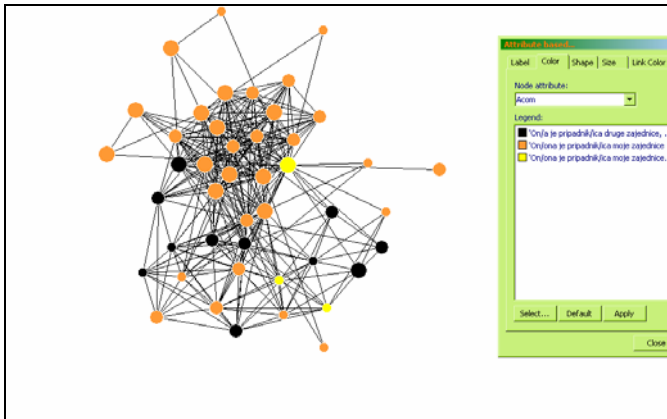 Attribute based...
Label Color Shape Size Link Color
Node attribute:
Acom
Legend:
'On/a je pripadnik/ica druge zajednice, ..
'On/ona je pripadnik/ica moje zajednice
'On/ona je pripadnik/ica moje zajednice.
Select... Default Apply
Close